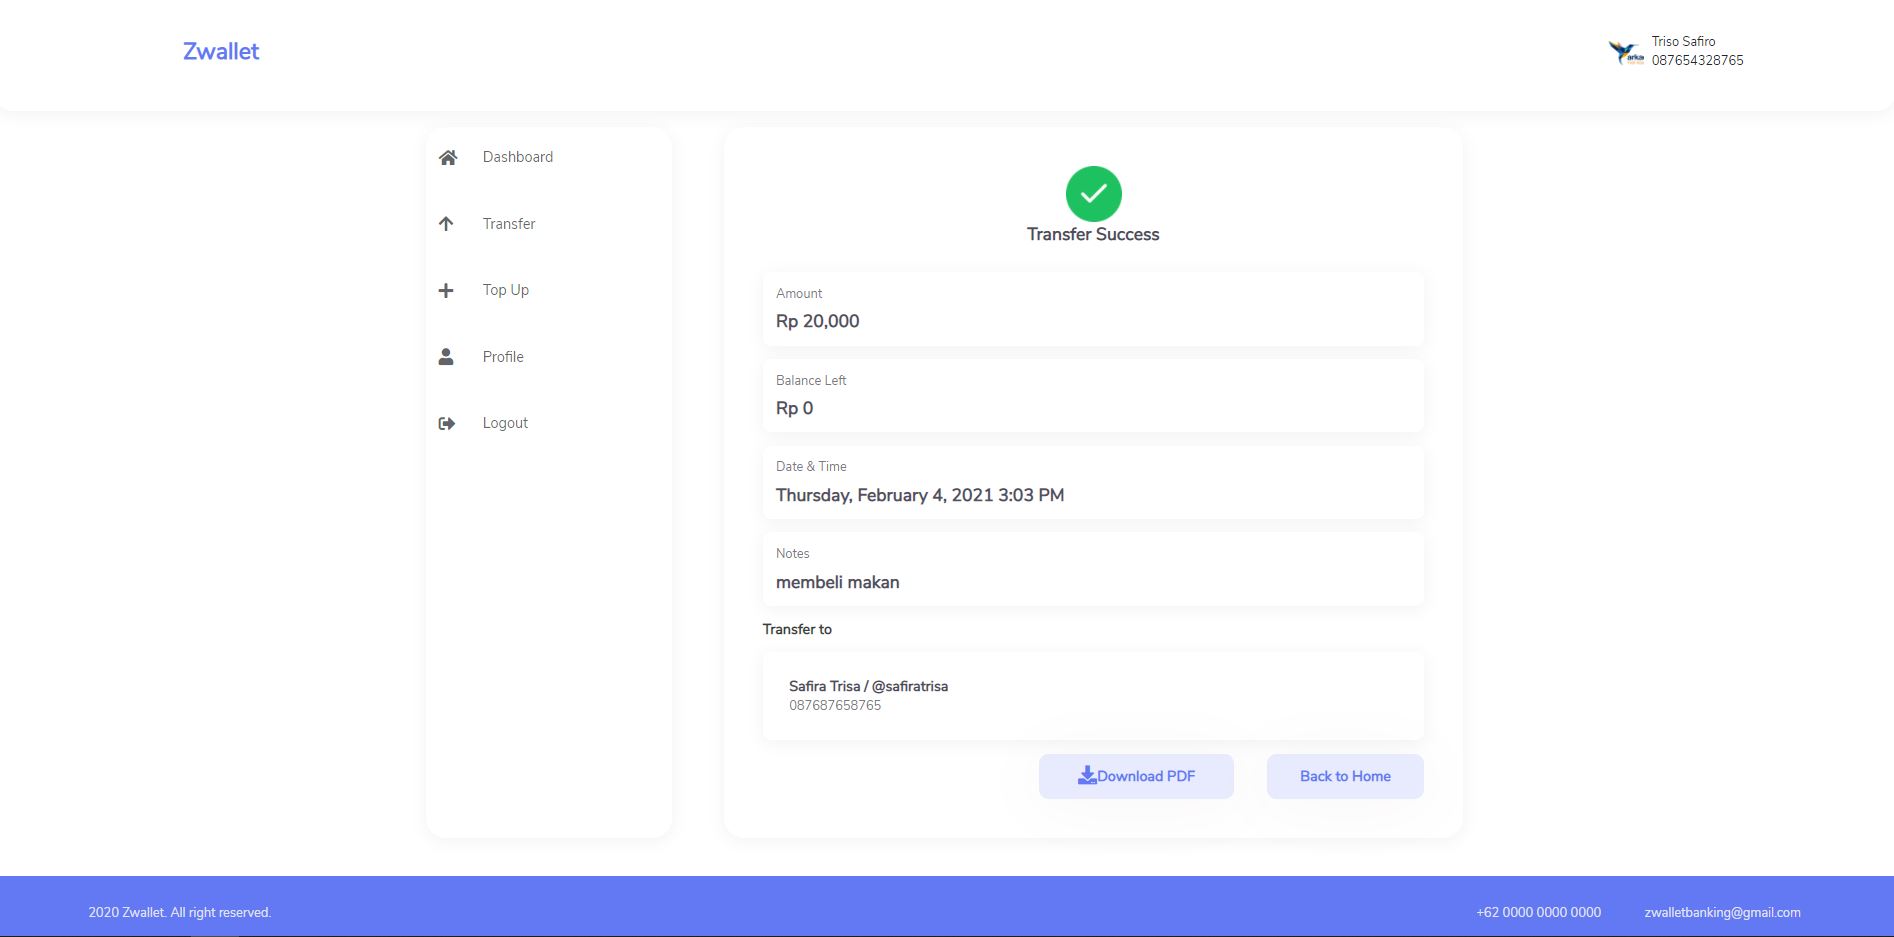 Zwallet
arka
Triso Safiro
087654328765
Dashboard
Transfer
Top Up
Profile
Logout
Transfer Success
Amount
Rp 20,000
Balance Left
Rp 0
Date & Time
Thursday, February 4, 2021 3:03 PM
Notes
membeli makan
Transfer to
Safira Trisa / @safiratrisa
087687658765
Download PDF
Back to Home
2020 Zwallet. All right reserved.
+62 0000 0000 0000
zwalletbanking@gmail.com